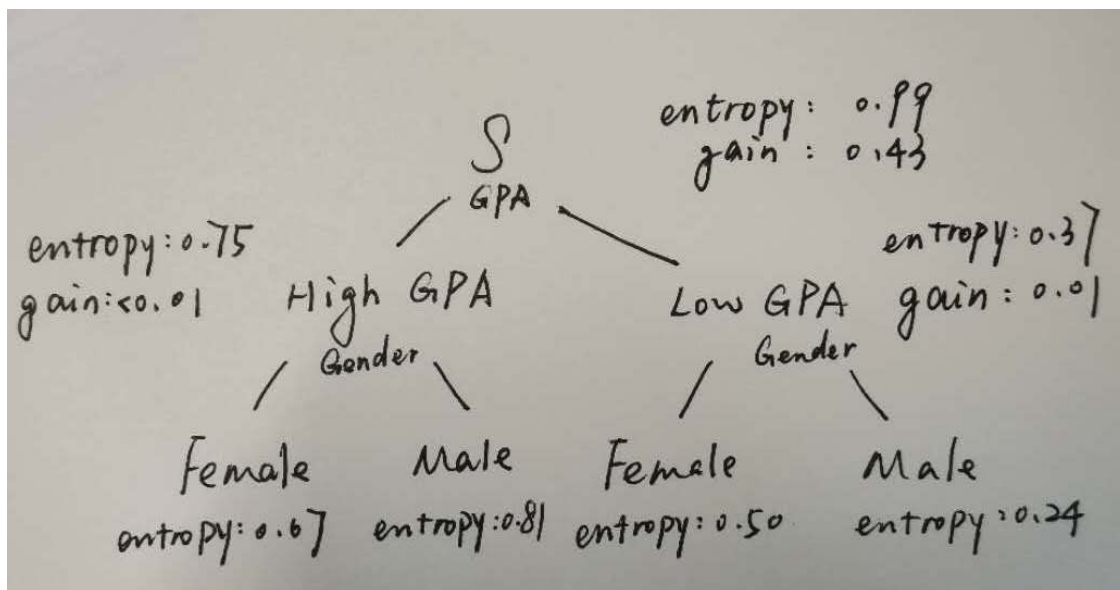 entropy: 0.99
gain: 0.43
S
GPA
entropy: 0.75
gain: <0.01
High GPA
Gender
Low GPA
Gender
entropy: 0.37
gain: 0.01
Female
entropy: 0.67
Male
entropy: 0.81
Female
entropy: 0.50
Male
entropy: 0.24